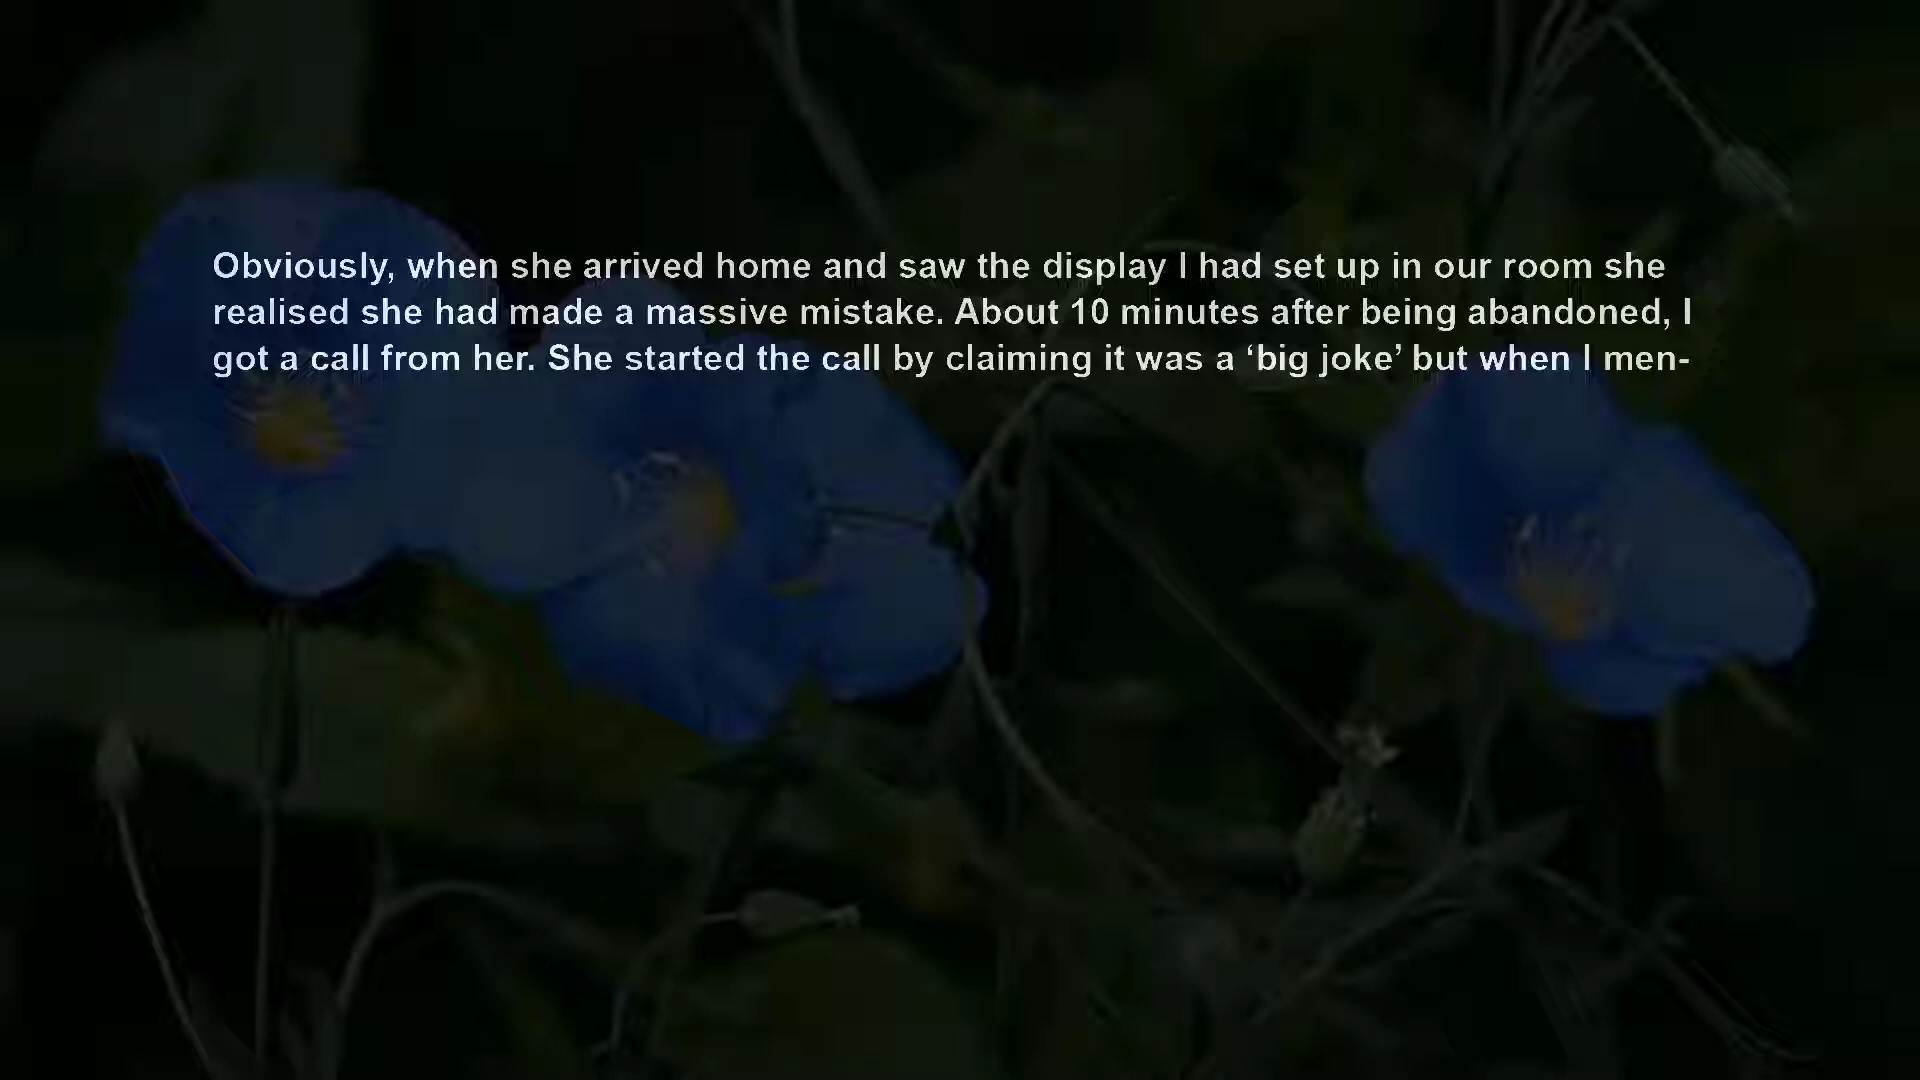 Obviously, when she arrived home and saw the display I had set up in our room she
realised she had made a massive mistake. About 10 minutes after being abandoned, I
got a call from her. She started the call by claiming it was a ‘big joke’ but when I men-